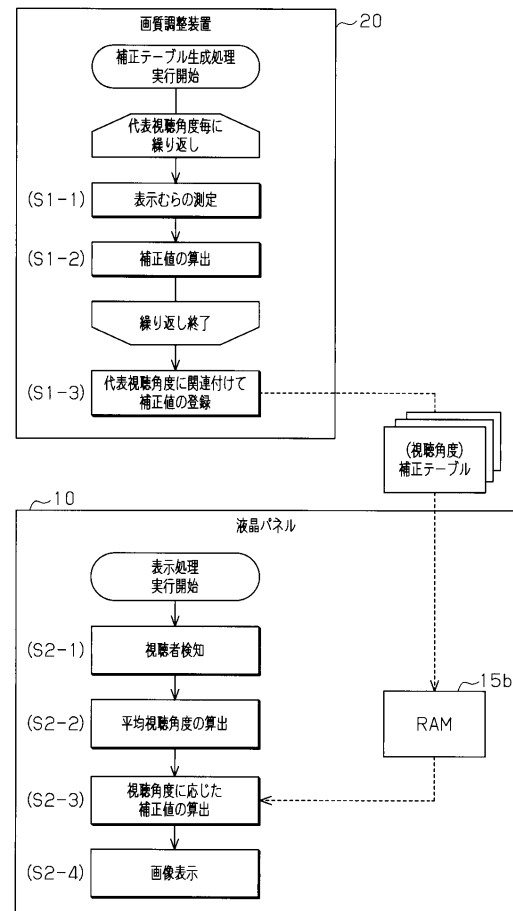 画質調整装置
20
補正テーブル生成処理
実行開始
代表視聴角度毎に
繰り返し
(S1-1)
表示むらの測定
(S1-2)
補正値の算出
繰り返し終了
(S1-3)
代表視聴角度に関連付けて
補正値の登録
(視聴角度)
補正テーブル
10
液晶パネル
表示処理
実行開始
(S2-1)
視聴者検知
15b
(S2-2)
平均視聴角度の算出
RAM
(S2-3)
視聴角度に応じた
補正値の算出
(S2-4)
画像表示